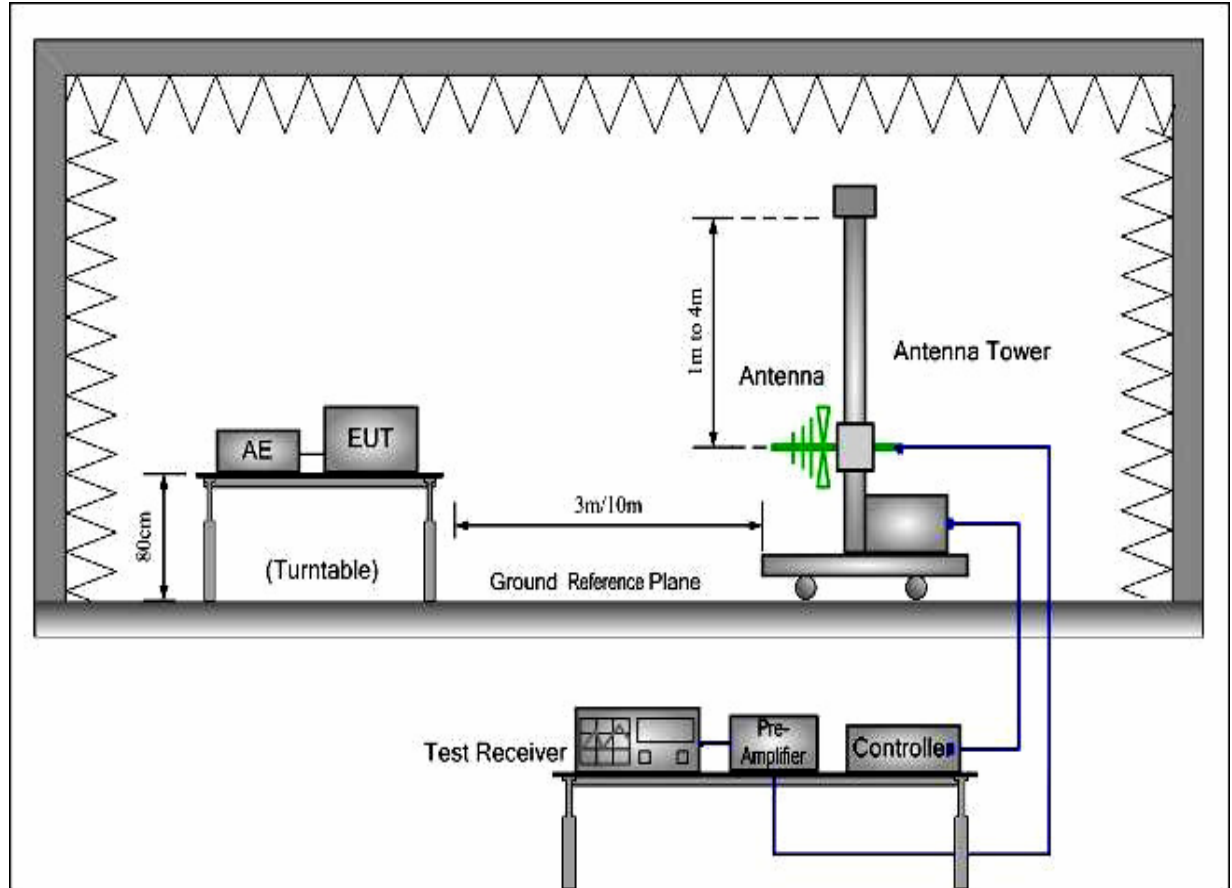 1m to 4m
Antenna Tower
Antenna
AE
EUT
3m/10m
80cm
(Turntable)
Ground Reference Plane
Test Receiver
Pre-
Amplifier
Controller